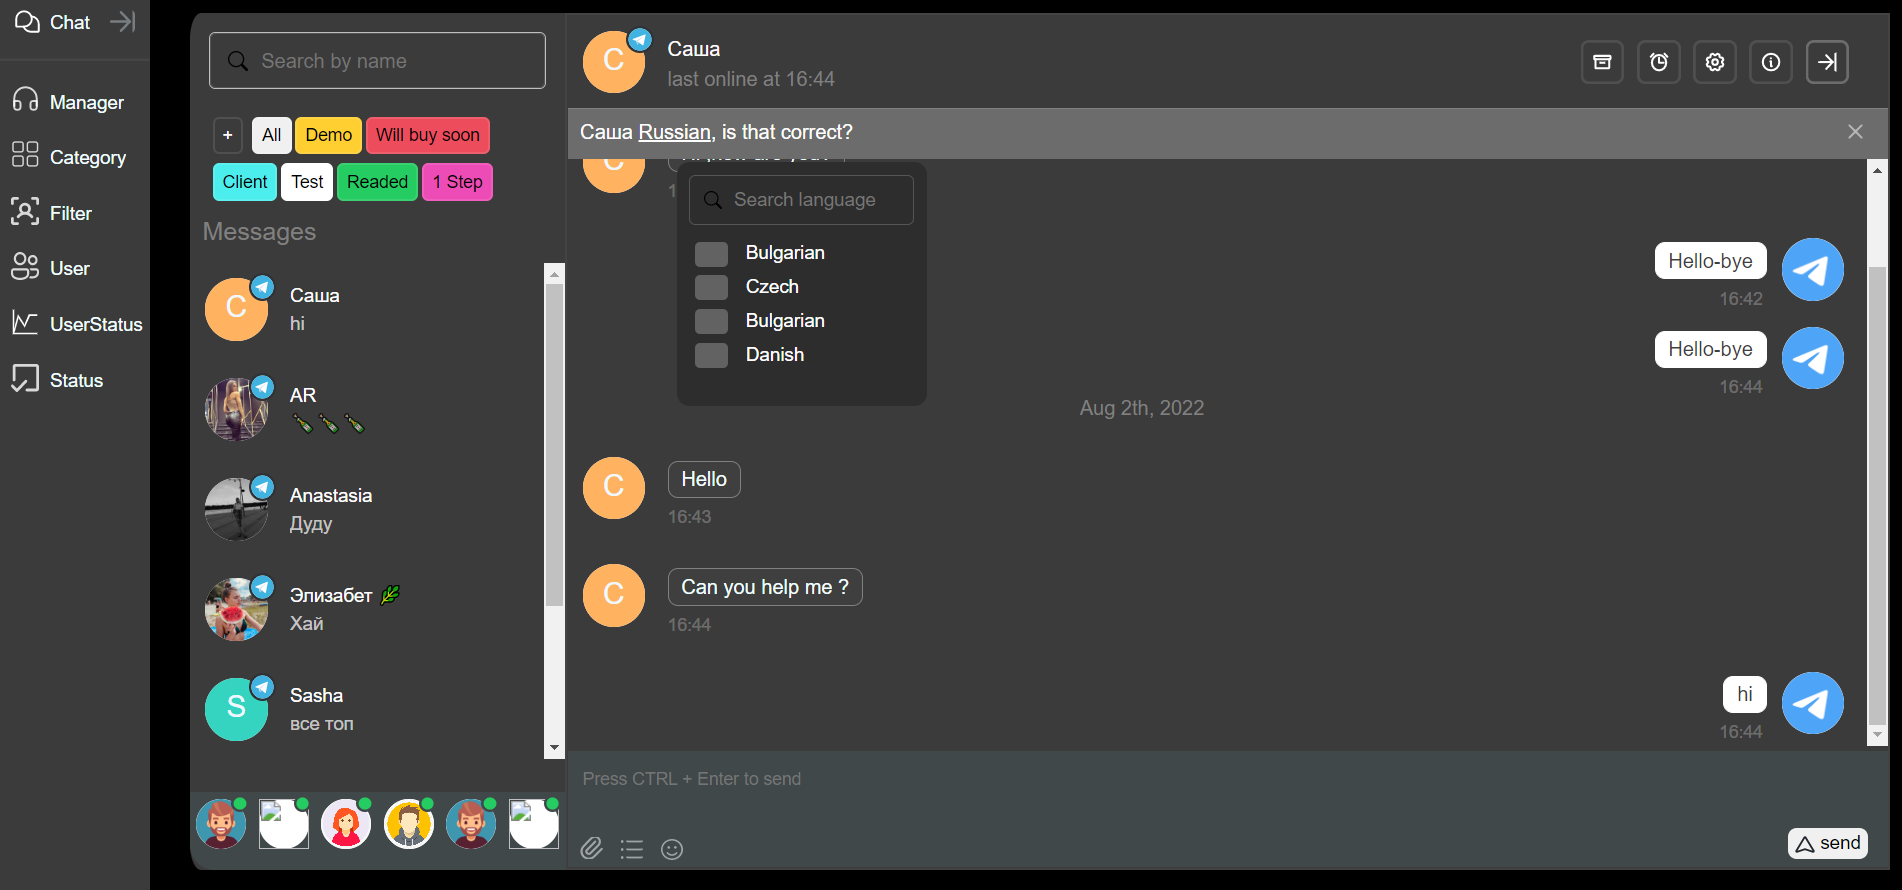 Chat
Manager
Category
Filter
User
UserStatus
Status
Search by name
+ All Demo Will buy soon
Client Test Readed 1 Step
Messages
C
Саша
hi
AR
Anastasia
Дуду
Элизабет
Хай
S
Sasha
все топ
C
Саша
last online at 16:44
Саша Russian, is that correct?
Search language
Bulgarian
Czech
Bulgarian
Danish
Hello-bye
16:42
Hello-bye
16:44
Aug 2th, 2022
C
Hello
16:43
C
Can you help me ?
16:44
hi
16:44
Press CTRL + Enter to send
send